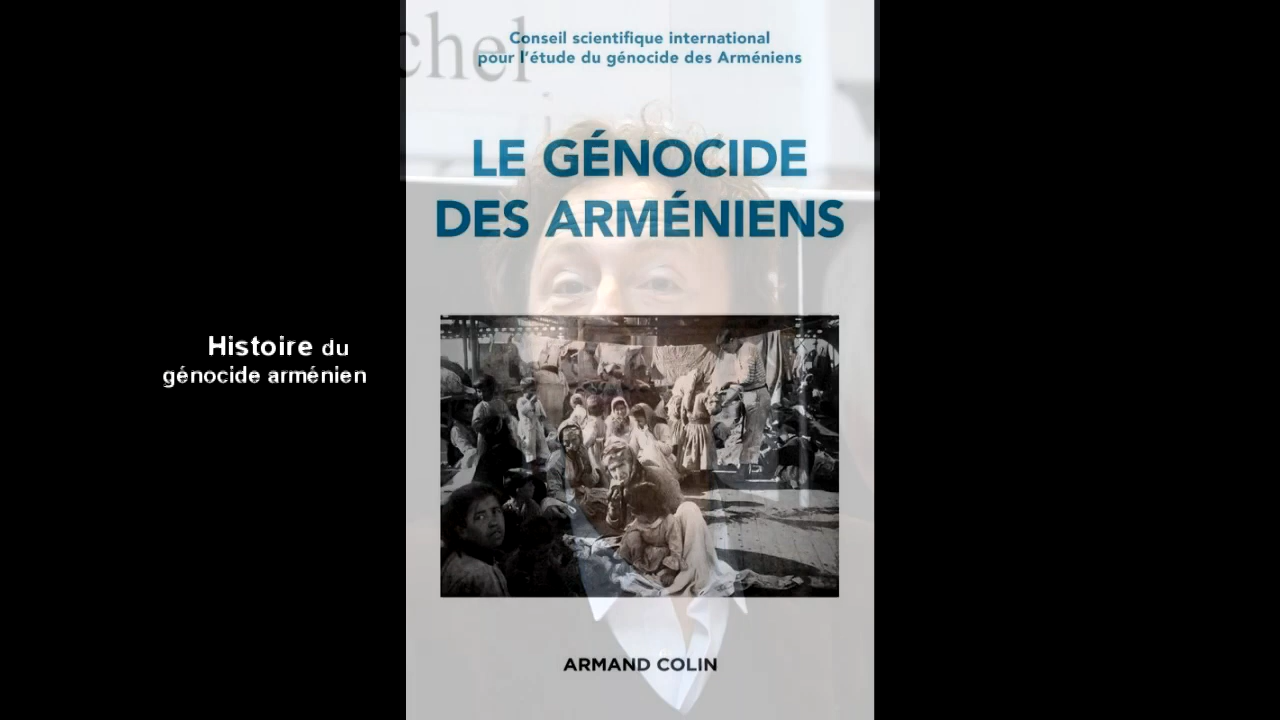 chel
Conseil scientifique international
pour l'étude du génocide des Arméniens
LE GÉNOCIDE
DES ARMÉNIENS
Histoire du
génocide arménien
ARMAND COLIN